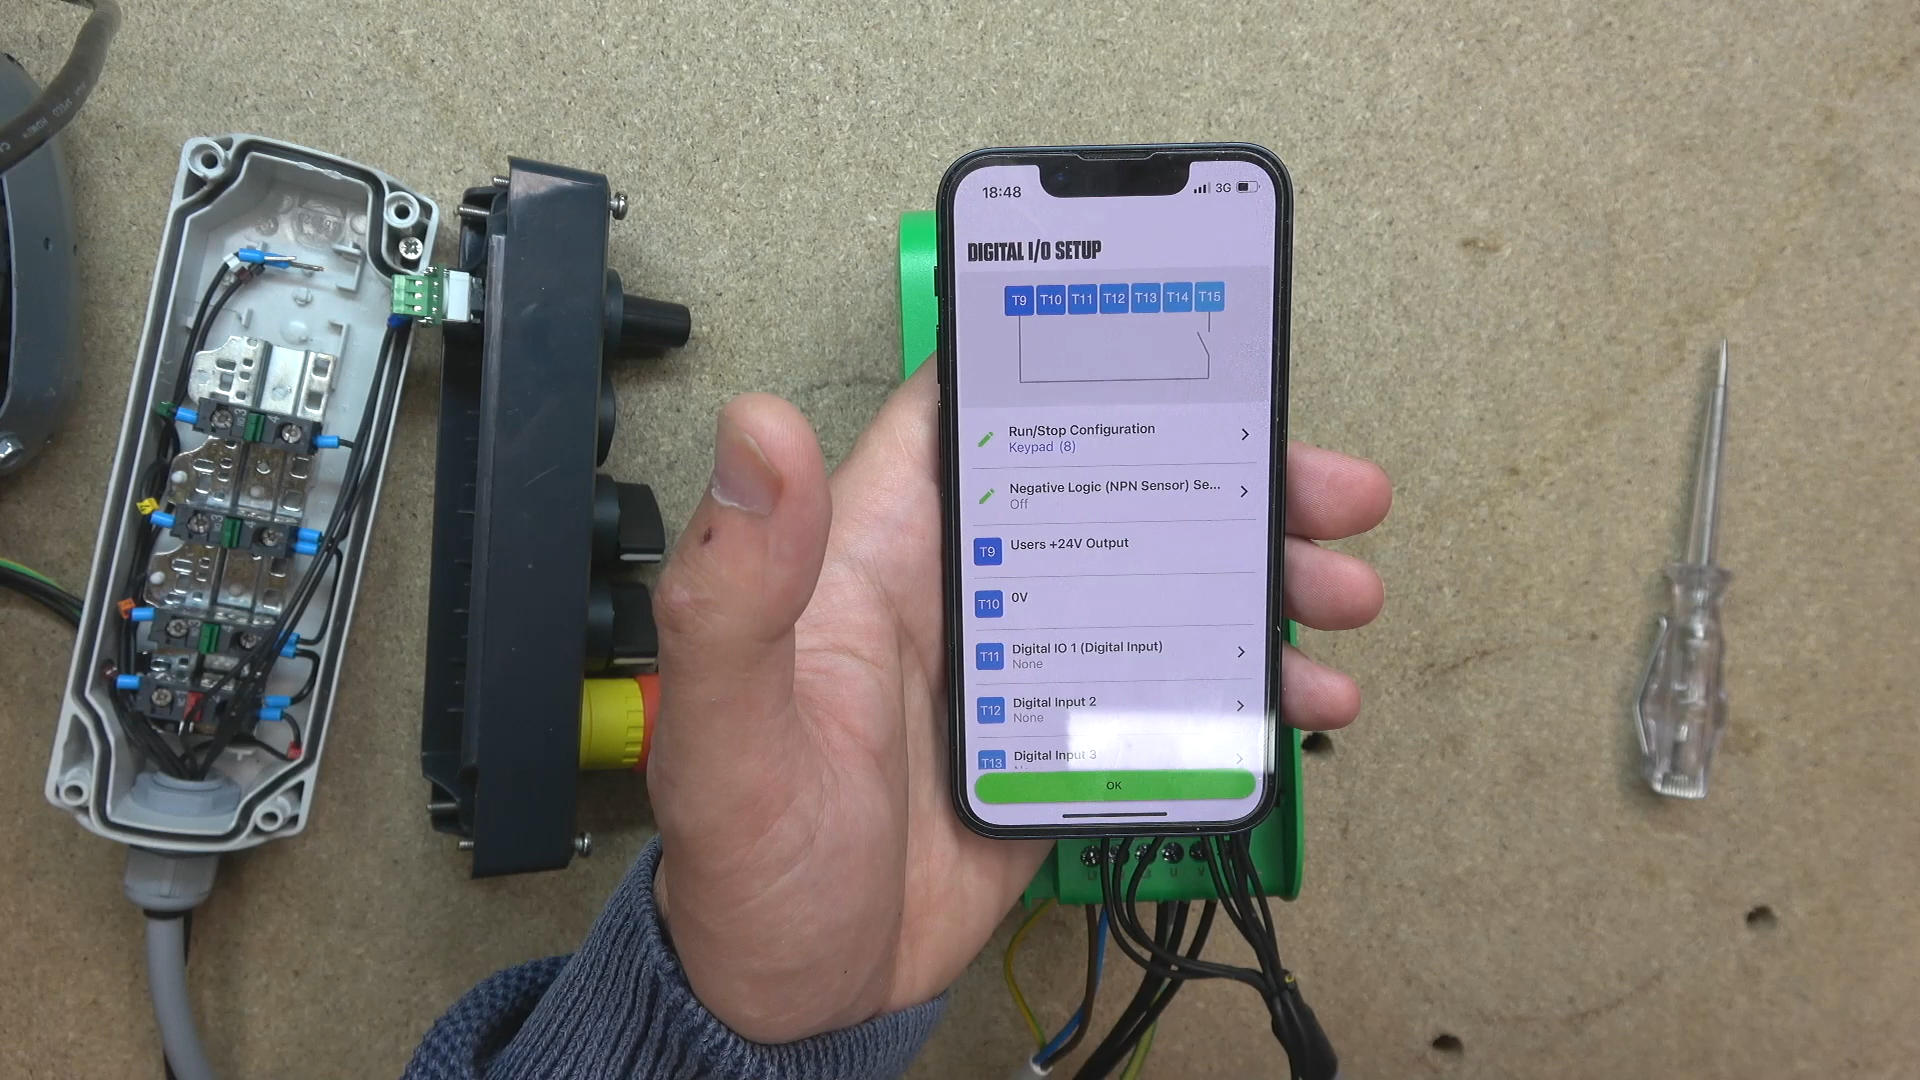 18:48
3G
DIGITAL I/O SETUP
T9 T10 T11 T12 T13 T14 T15
Run/Stop Configuration
Keypad (8)
Negative Logic (NPN Sensor) Se...
Off
T9 Users +24V Output
T10 0V
T11 Digital IO 1 (Digital Input)
None
T12 Digital Input 2
None
T13 Digital Input 3
OK